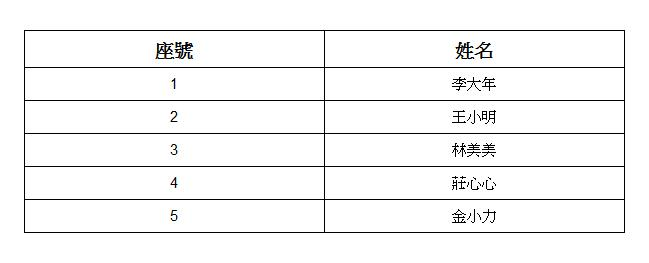 座號 姓名
1 李大年
2 王小明
3 林美美
4 莊心心
5 金小力